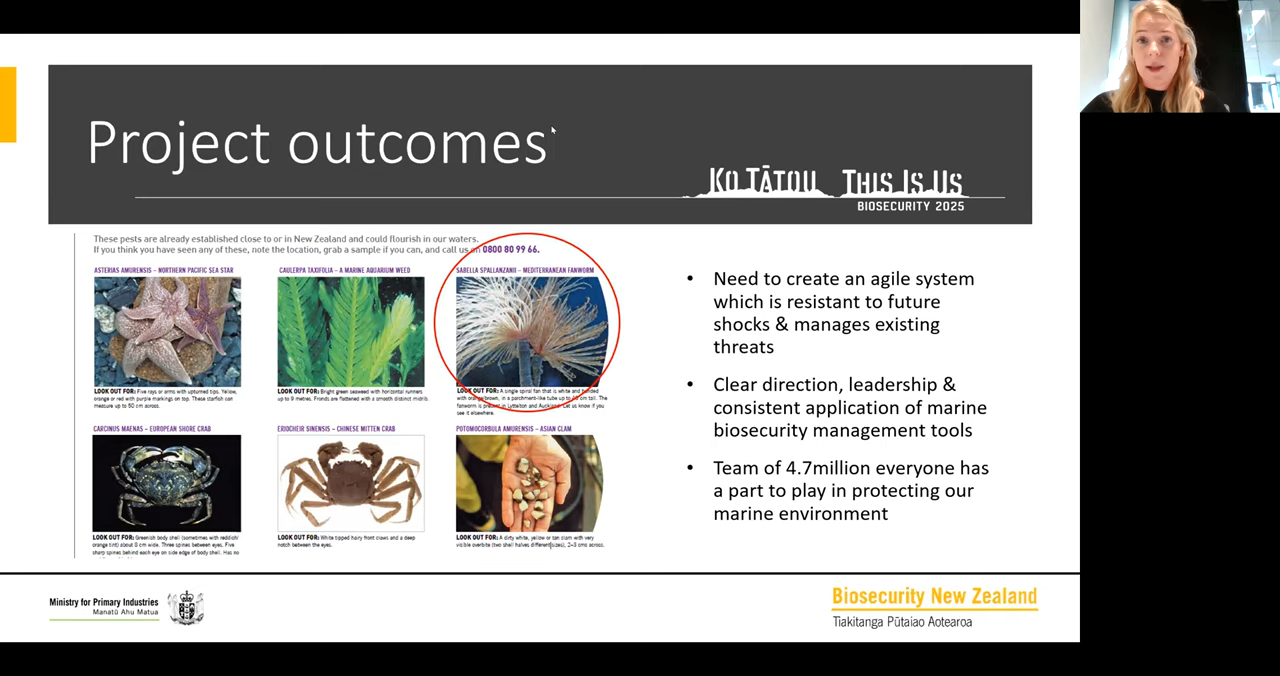 Project outcomes
KO TĀTOU THIS IS US
BIOSECURITY 2025
These pests are already established close to or in New Zealand and could flourish in our waters.
If you think you have seen any of these, note the location, grab a sample if you can, and call us on 0800 80 99 66.
ASTERIAS AMURENSIS – NORTHERN PACIFIC SEA STAR
LOOK OUT FOR: Five rays or arms with upturned tips. Yellow,
orange or red with purple markings on top. These starfish can
measure up to 50 cm across.
CAULERPA TAXIFOLIA – A MARINE AQUARIUM WEED
LOOK OUT FOR: Bright green seaweed with horizontal runners
up to 9 metres. Fronds are flattened with a smooth distinct midrib.
SABELLA SPALLANZANII – MEDITERRANEAN FANWORM
LOOK OUT FOR: A single spiral fan that is white and banded
with orange/brown, in a parchment-like tube up to 40 cm tall. The
fanworm is present in Lyttelton and Auckland. Let us know if you
see it elsewhere.
CARCINUS MAENAS – EUROPEAN SHORE CRAB
LOOK OUT FOR: Greenish body shell (sometimes with reddish/
orange tint) about 8 cm wide. Three spines between eyes. Five
sharp spines behind each eye on side edge of body shell. Has no
ERIOCHEIR SINENSIS – CHINESE MITTEN CRAB
LOOK OUT FOR: White tipped hairy front claws and a deep
notch between the eyes.
POTOMOCORBULA AMURENSIS – ASIAN CLAM
LOOK OUT FOR: A dirty white, yellow or tan clam with very
visible overbite (two shell halves different sizes), 2–3 cms across.
• Need to create an agile system
which is resistant to future
shocks & manages existing
threats
• Clear direction, leadership &
consistent application of marine
biosecurity management tools
• Team of 4.7million everyone has
a part to play in protecting our
marine environment
Ministry for Primary Industries
Manatū Ahu Matua
Biosecurity New Zealand
Tiakitanga Pūtaiao Aotearoa